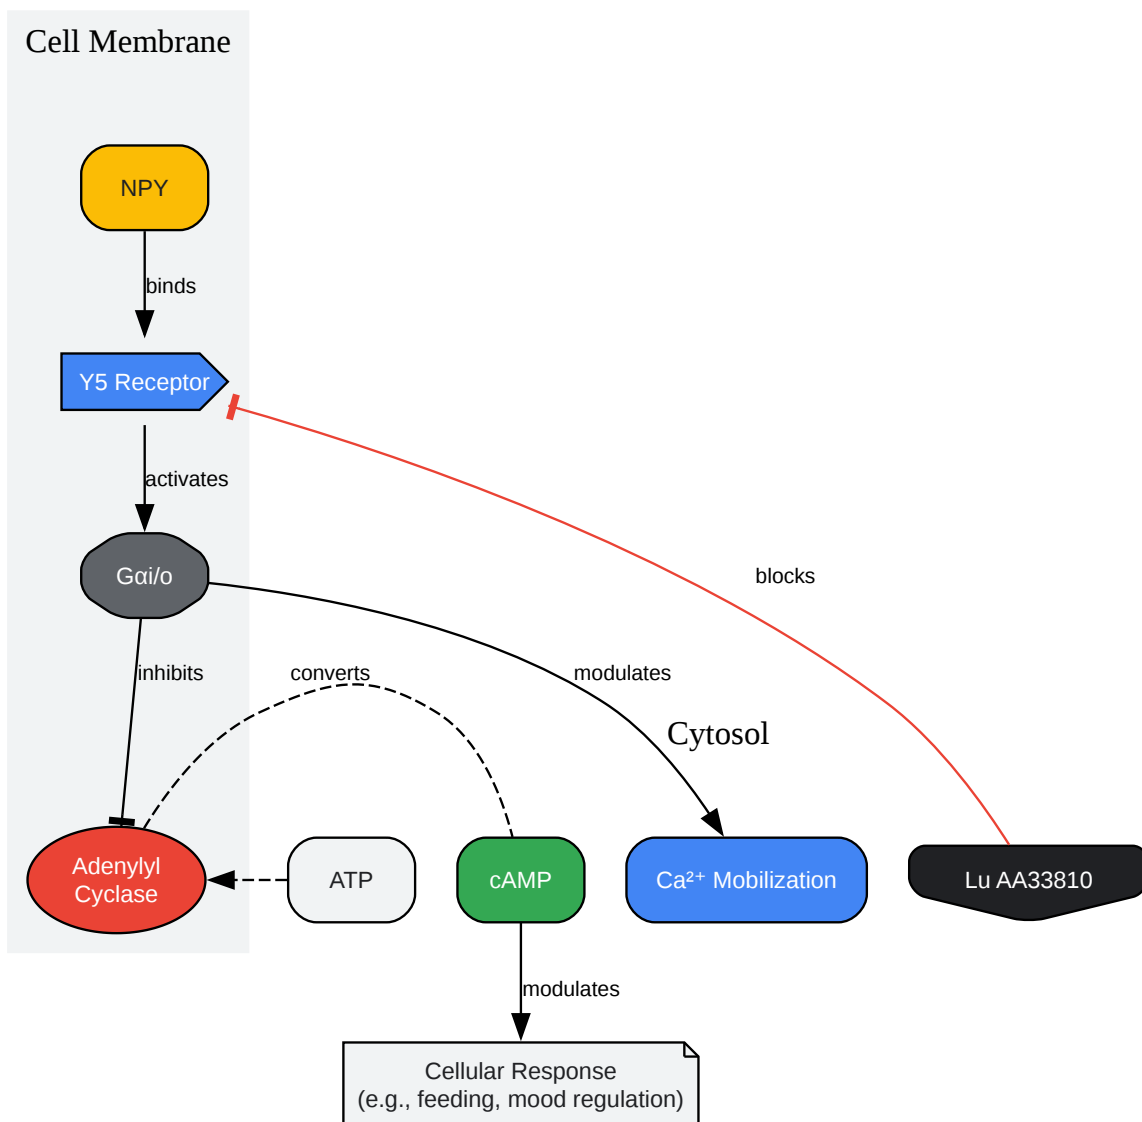 Cell Membrane
NPY
binds
Y5 Receptor
activates
blocks
Gαi/o
inhibits
converts
modulates
Cytosol
Adenylyl
Cyclase
ATP
cAMP
Ca²⁺ Mobilization
Lu AA33810
modulates
Cellular Response
(e.g., feeding, mood regulation)